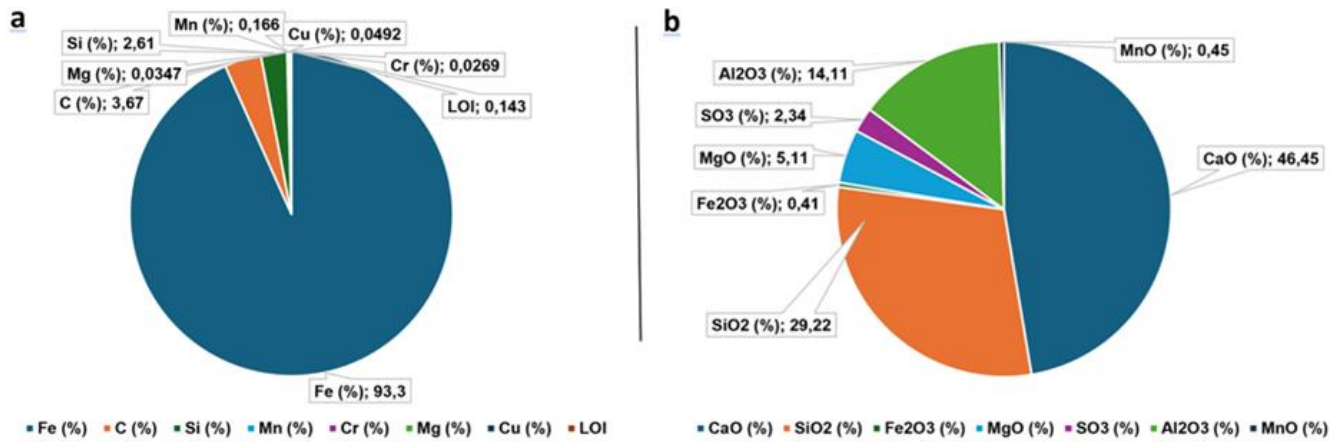 a
Mn (%); 0,166
Cu (%); 0,0492
Si (%); 2,61
Cr (%); 0,0269
Mg (%); 0,0347
C (%); 3,67
LOI; 0,143
Fe (%); 93,3
Fe (%) C (%) Si (%) Mn (%) Cr (%) Mg (%) Cu (%) LOI
b
MnO (%); 0,45
Al2O3 (%); 14,11
SO3 (%); 2,34
MgO (%); 5,11
CaO (%); 46,45
Fe2O3 (%); 0,41
SiO2 (%); 29,22
CaO (%) SiO2 (%) Fe2O3 (%) MgO (%) SO3 (%) Al2O3 (%) MnO (%)